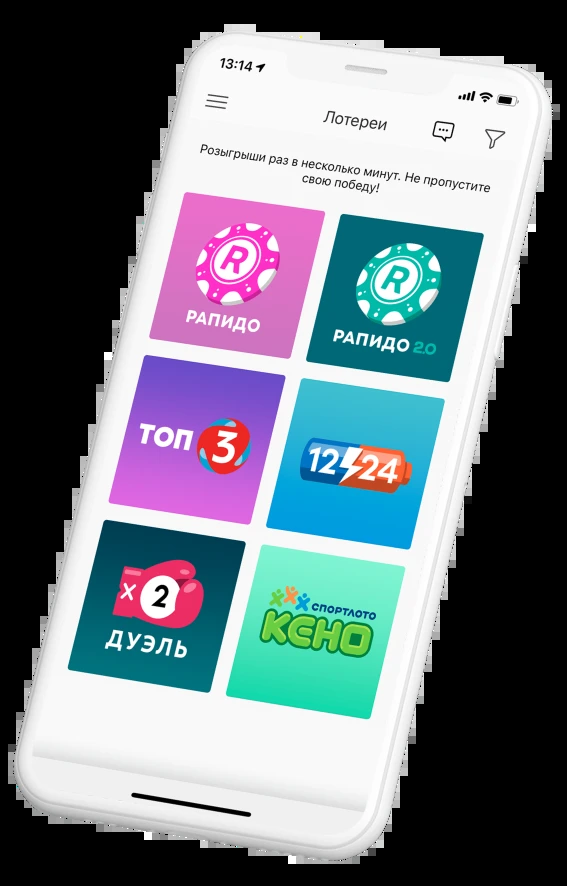 13:14
Лотереи
Розыгрыши раз в несколько минут. Не пропустите
свою победу!
R
РАПИДО
R
РАПИДО 2.0
ТОП 3
12 24
x2
ДУЭЛЬ
СПОРТЛОТО
КЕНО